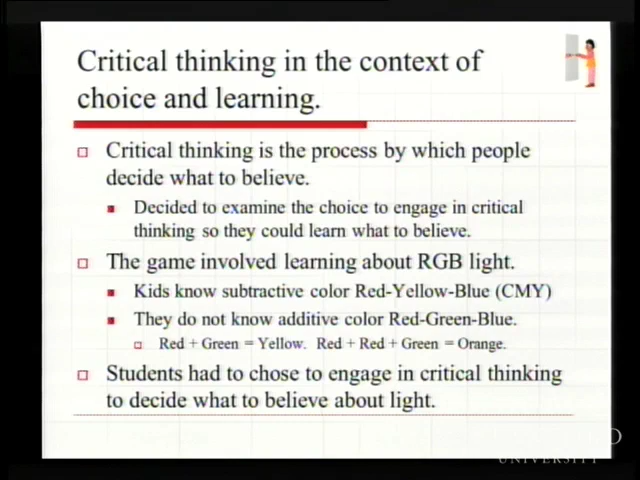 Critical thinking in the context of
choice and learning.
Critical thinking is the process by which people
decide what to believe.
Decided to examine the choice to engage in critical
thinking so they could learn what to believe.
The game involved learning about RGB light.
Kids know subtractive color Red-Yellow-Blue (CMY)
They do not know additive color Red-Green-Blue.
Red + Green = Yellow. Red + Red + Green = Orange.
Students had to chose to engage in critical thinking
to decide what to believe about light.
UNIVERSITY